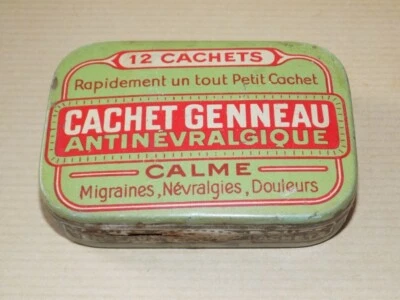 12 CACHETS
Rapidement un tout Petit Cachet
CACHET GENNEAU
ANTINÉVRALGIQUE
CALME
Migraines, Névralgies, Douleurs